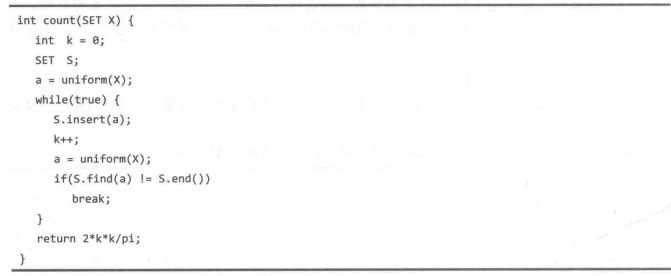 int count(SET X) {
int k = 0;
SET S;
a = uniform(X);
while(true) {
S.insert(a);
k++;
a = uniform(X);
if(S.find(a) != S.end())
break;
}
return 2*k*k/pi;
}